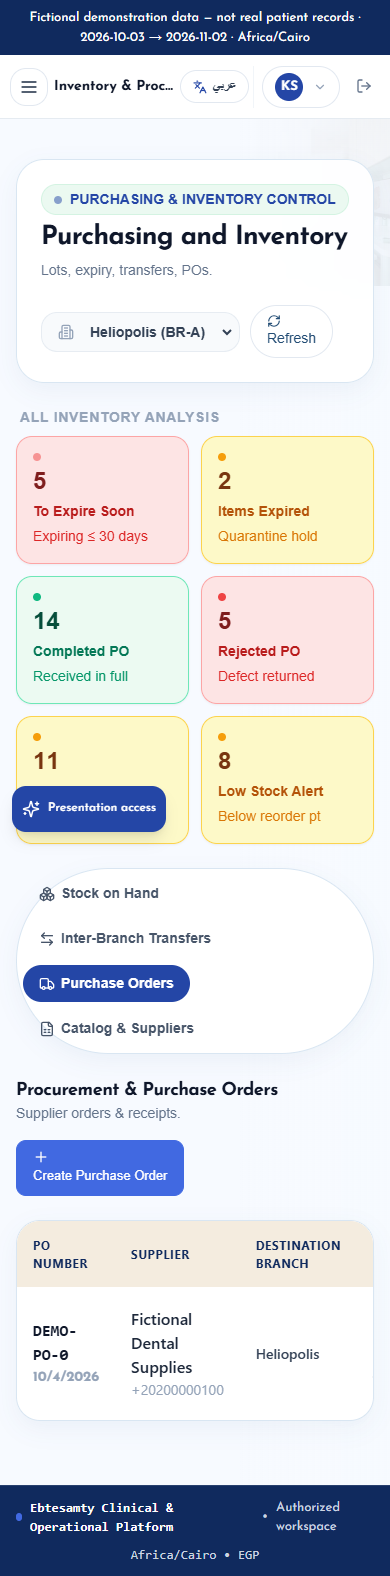 Fictional demonstration data — not real patient records ·
2026-10-03 → 2026-11-02 · Africa/Cairo
Inventory & Proc...
عربي
KS
PURCHASING & INVENTORY CONTROL
Purchasing and Inventory
Lots, expiry, transfers, POs.
Heliopolis (BR-A)
Refresh
ALL INVENTORY ANALYSIS
5
To Expire Soon
Expiring ≤ 30 days
2
Items Expired
Quarantine hold
14
Completed PO
Received in full
5
Rejected PO
Defect returned
11
Presentation access
8
Low Stock Alert
Below reorder pt
Stock on Hand
Inter-Branch Transfers
Purchase Orders
Catalog & Suppliers
Procurement & Purchase Orders
Supplier orders & receipts.
Create Purchase Order
PO
NUMBER
SUPPLIER
DESTINATION
BRANCH
DEMO-
PO-0
10/4/2026
Fictional
Dental
Supplies
+20200000100
Heliopolis
Ebtesamty Clinical &
Operational Platform
• Authorized
workspace
Africa/Cairo • EGP